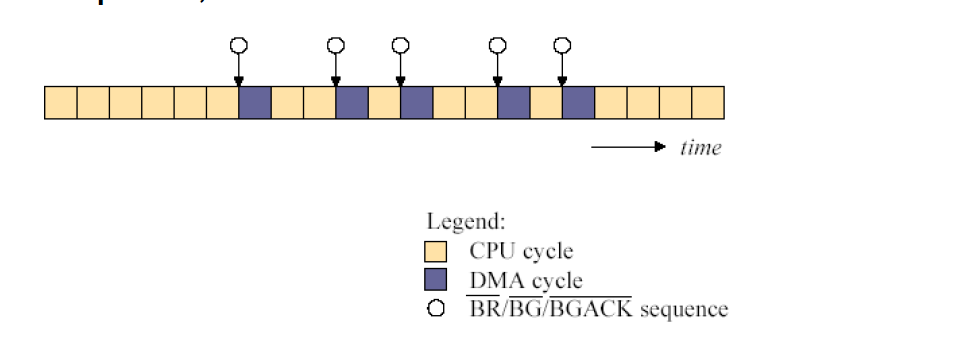 time
Legend:
CPU cycle
DMA cycle
BR/BG/BGACK sequence